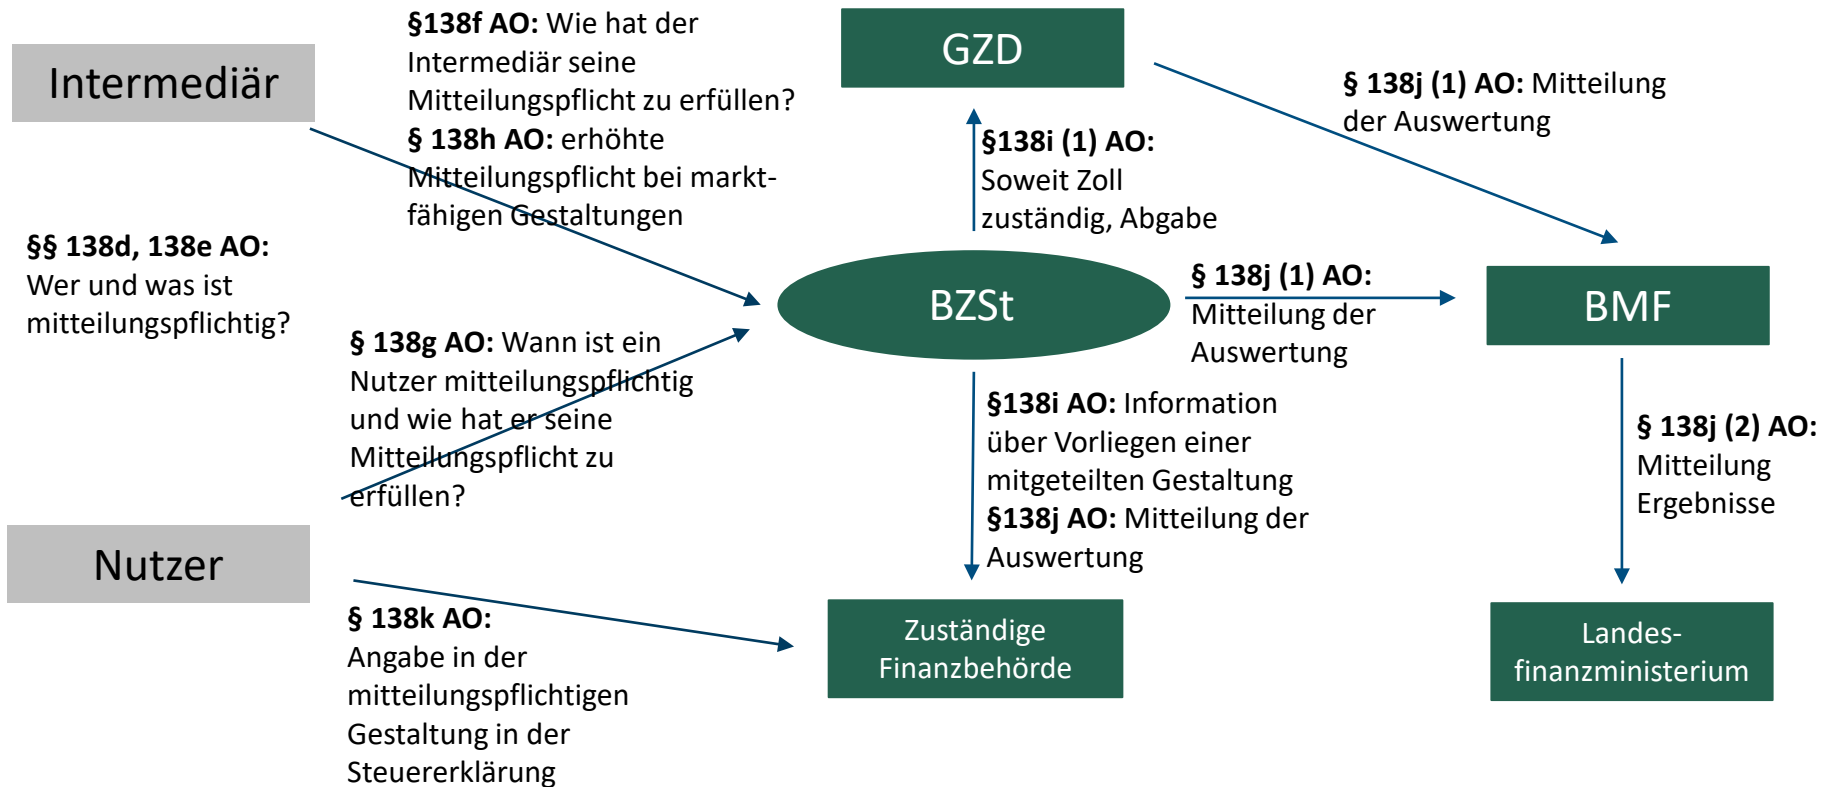 Intermediär
§138f AO: Wie hat der
Intermediär seine
Mitteilungspflicht zu erfüllen?
§ 138h AO: erhöhte
Mitteilungspflicht bei markt-
fähigen Gestaltungen
GZD
§ 138j (1) AO: Mitteilung
der Auswertung
§138i (1) AO:
Soweit Zoll
zuständig, Abgabe
§§ 138d, 138e AO:
Wer und was ist
mitteilungspflichtig?
BZSt
§ 138j (1) AO:
Mitteilung der
Auswertung
BMF
§ 138g AO: Wann ist ein
Nutzer mitteilungspflichtig
und wie hat er seine
Mitteilungspflicht zu
erfüllen?
§138i AO: Information
über Vorliegen einer
mitgeteilten Gestaltung
§138j AO: Mitteilung der
Auswertung
§ 138j (2) AO:
Mitteilung
Ergebnisse
Nutzer
§ 138k AO:
Angabe in der
mitteilungspflichtigen
Gestaltung in der
Steuererklärung
Zuständige
Finanzbehörde
Landes-
finanzministerium